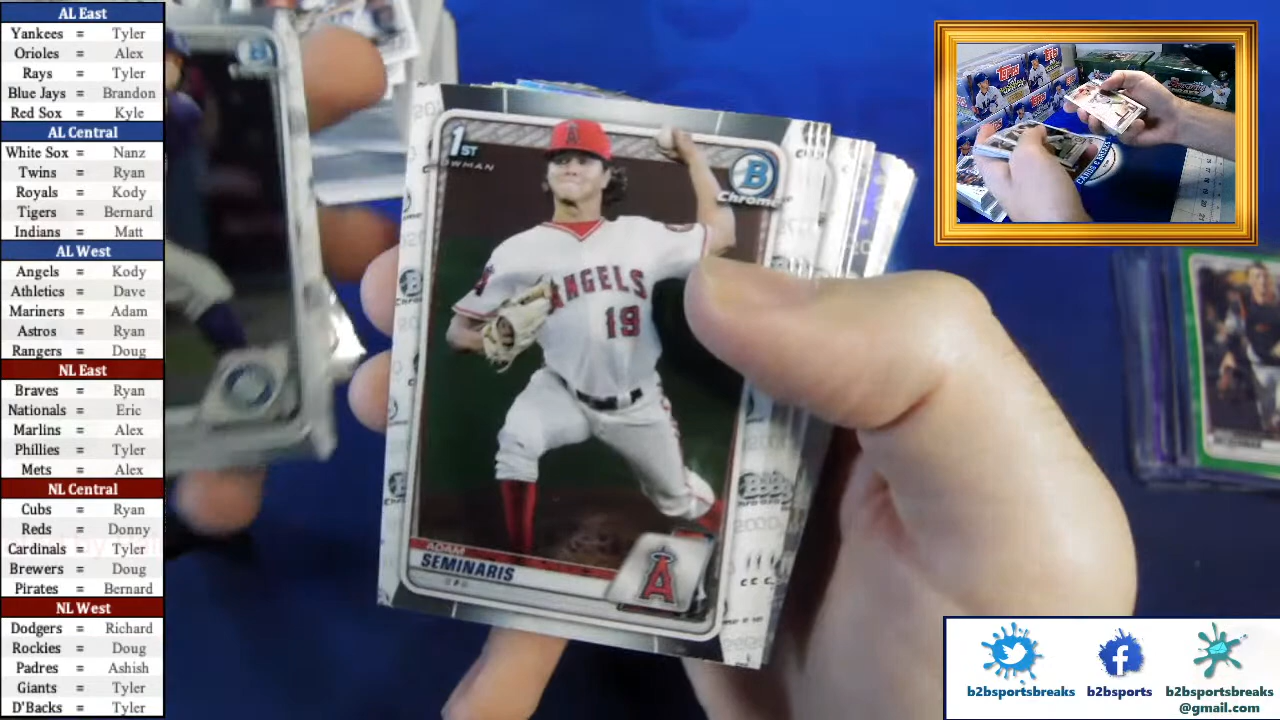 AL East
Yankees = Tyler
Orioles = Alex
Rays = Tyler
Blue Jays = Brandon
Red Sox = Kyle
AL Central
White Sox = Nanz
Twins = Ryan
Royals = Kody
Tigers = Bernard
Indians = Matt
AL West
Angels = Kody
Athletics = Dave
Mariners = Adam
Astros = Ryan
Rangers = Doug
NL East
Braves = Ryan
Nationals = Eric
Marlins = Alex
Phillies = Tyler
Mets = Alex
NL Central
Cubs = Ryan
Reds = Donny
Cardinals = Tyler
Brewers = Doug
Pirates = Bernard
NL West
Dodgers = Richard
Rockies = Doug
Padres = Ashish
Giants = Tyler
D'Backs = Tyler
1ST
B
Chrome
A
ANGELS
19
ADAM
SEMINARIS
A
b2bsportsbreaks
b2bsports
b2bsportsbreaks
@gmail.com